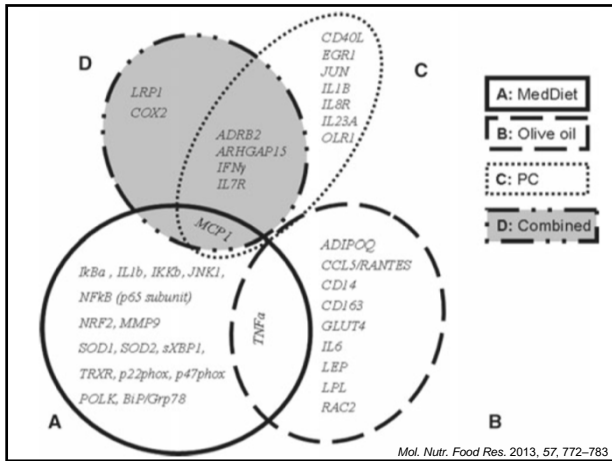 D
C
LRP1
COX2
CD40L
EGR1
JUN
IL1B
IL8R
IL23A
OLR1
ADRB2
ARHGAP15
IFNγ
IL7R
MCP1
IkBa , IL1b, IKKb, JNK1,
NFkB (p65 subunit)
NRF2, MMP9
SOD1, SOD2, sXBP1,
TRXR, p22phox, p47phox
POLK, BiP/Grp78
TNFa
ADIPOQ
CCL5/RANTES
CD14
CD163
GLUT4
IL6
LEP
LPL
RAC2
A
B
A: MedDiet
B: Olive oil
C: PC
D: Combined
Mol. Nutr. Food Res. 2013, 57, 772–783